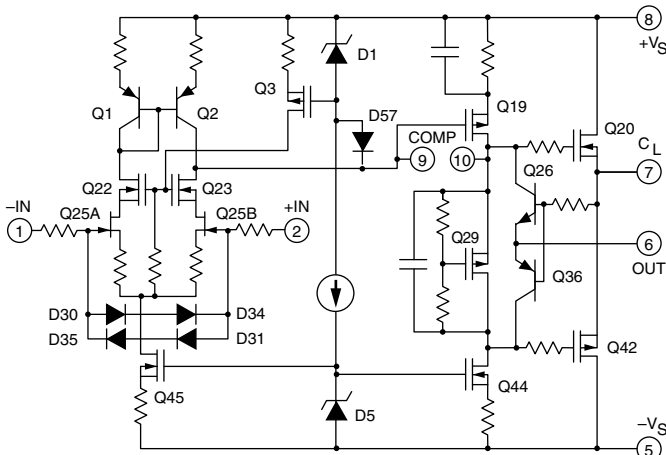 8
+VS
D1
Q3
Q1
Q2
Q19
D57
COMP
9
10
Q20
CL
7
Q26
Q22
Q23
–IN
1
Q25A
Q25B
+IN
2
Q29
6
OUT
Q36
D30
D34
D35
D31
Q42
Q45
D5
Q44
–VS
5